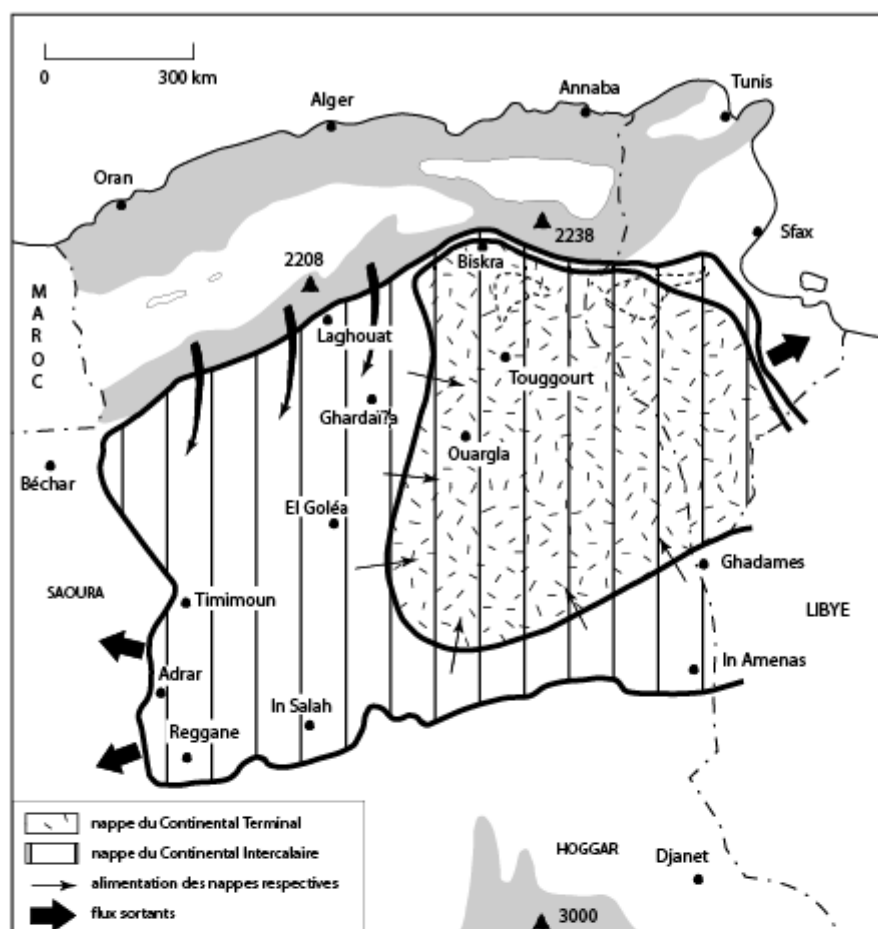 0 300 km
Tunis
Annaba
Alger
Oran
Sfax
2238
2208
Biskra
MAROC
Laghouat
Touggourt
Ghardaï?a
Ouargla
Béchar
El Goléa
Ghadames
SAOURA
Timimoun
LIBYE
In Amenas
Adrar
In Salah
Reggane
nappe du Continental Terminal
nappe du Continental Intercalaire
alimentation des nappes respectives
flux sortants
HOGGAR
Djanet
3000